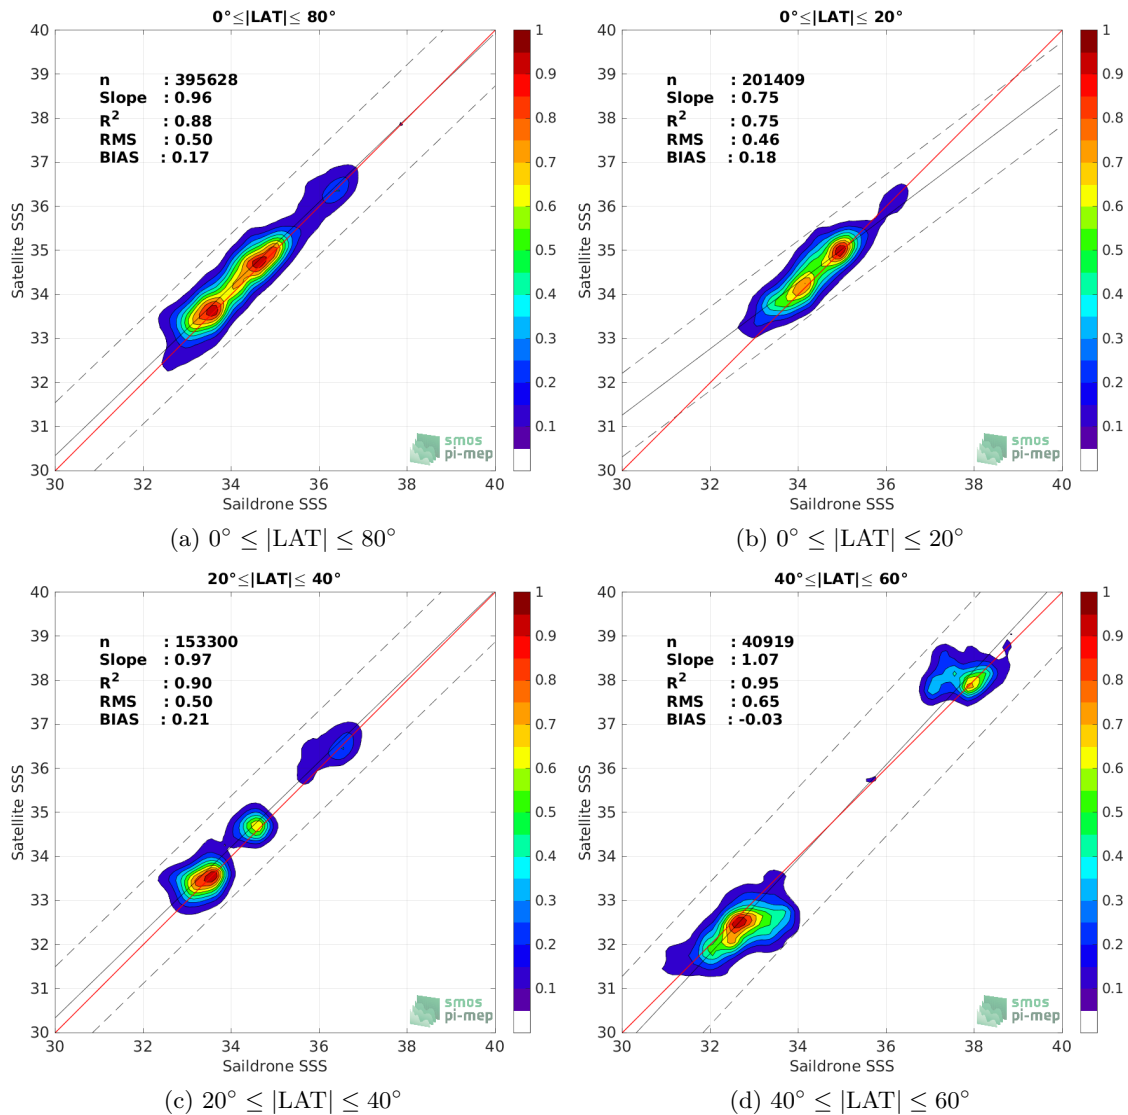 0°≤|LAT|≤ 80°
n : 395628
Slope : 0.96
R² : 0.88
RMS : 0.50
BIAS : 0.17
40
39
38
37
36
35
34
33
32
31
30
30 32 34 36 38 40
Satellite SSS
Saildrone SSS
1
0.9
0.8
0.7
0.6
0.5
0.4
0.3
0.2
0.1
smos
pi-mep
(a) 0° ≤ |LAT| ≤ 80°
0°≤|LAT|≤ 20°
n : 201409
Slope : 0.75
R² : 0.75
RMS : 0.46
BIAS : 0.18
40
39
38
37
36
35
34
33
32
31
30
30 32 34 36 38 40
Satellite SSS
Saildrone SSS
1
0.9
0.8
0.7
0.6
0.5
0.4
0.3
0.2
0.1
smos
pi-mep
(b) 0° ≤ |LAT| ≤ 20°
20°≤|LAT|≤ 40°
n : 153300
Slope : 0.97
R² : 0.90
RMS : 0.50
BIAS : 0.21
40
39
38
37
36
35
34
33
32
31
30
30 32 34 36 38 40
Satellite SSS
Saildrone SSS
1
0.9
0.8
0.7
0.6
0.5
0.4
0.3
0.2
0.1
smos
pi-mep
(c) 20° ≤ |LAT| ≤ 40°
40°≤|LAT|≤ 60°
n : 40919
Slope : 1.07
R² : 0.95
RMS : 0.65
BIAS : -0.03
40
39
38
37
36
35
34
33
32
31
30
30 32 34 36 38 40
Satellite SSS
Saildrone SSS
1
0.9
0.8
0.7
0.6
0.5
0.4
0.3
0.2
0.1
smos
pi-mep
(d) 40° ≤ |LAT| ≤ 60°